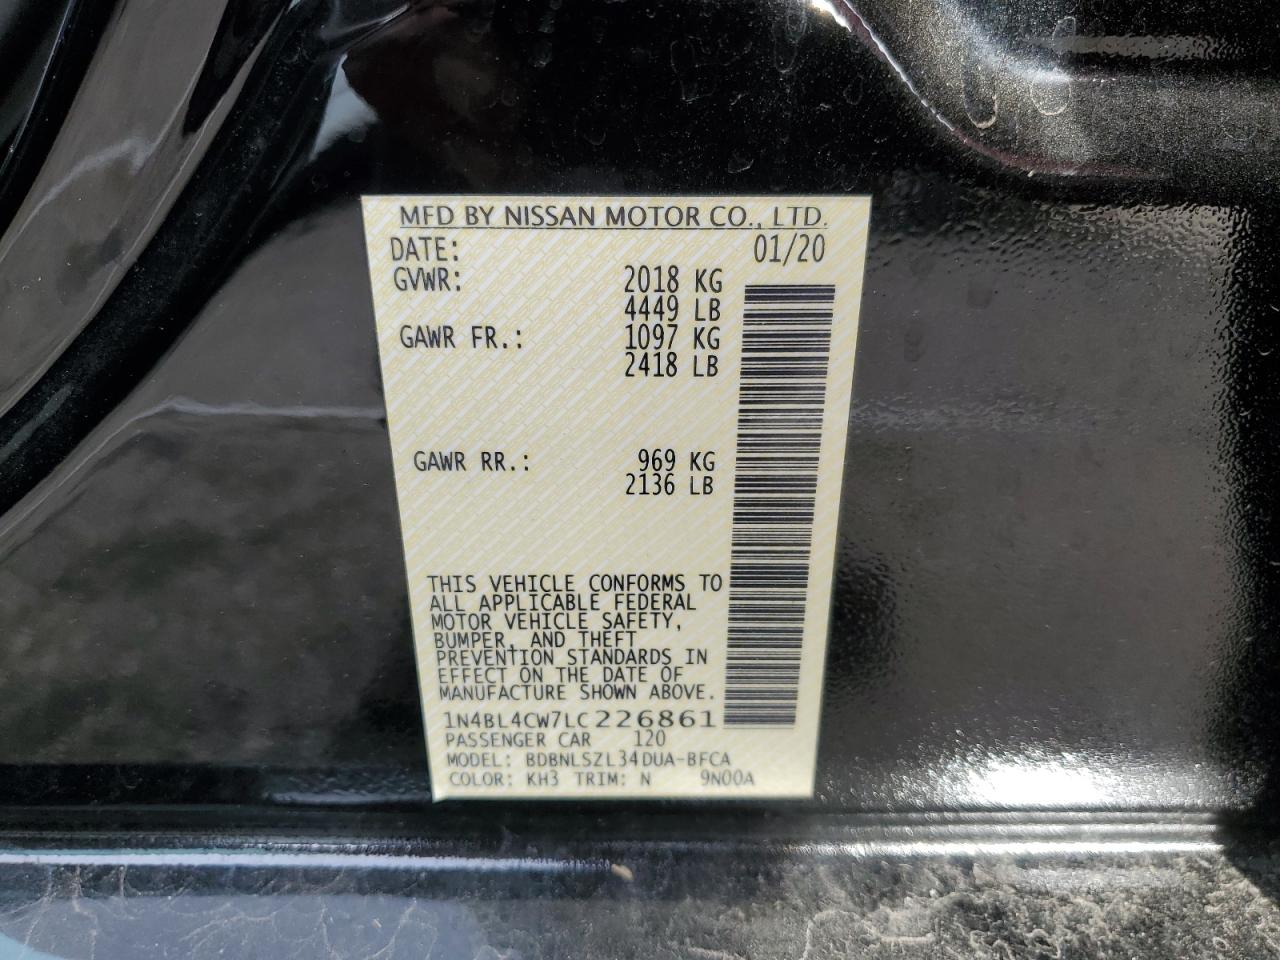 MFD BY NISSAN MOTOR CO., LTD.
DATE: 01/20
GVWR: 2018 KG
4449 LB
GAWR FR.: 1097 KG
2418 LB
GAWR RR.: 969 KG
2136 LB
THIS VEHICLE CONFORMS TO
ALL APPLICABLE FEDERAL
MOTOR VEHICLE SAFETY,
BUMPER, AND THEFT
PREVENTION STANDARDS IN
EFFECT ON THE DATE OF
MANUFACTURE SHOWN ABOVE.
1N4BL4CW7LC226861
PASSENGER CAR 120
MODEL: BDBNLSZL34DUA-BFCA
COLOR: KH3 TRIM: N 9N00A